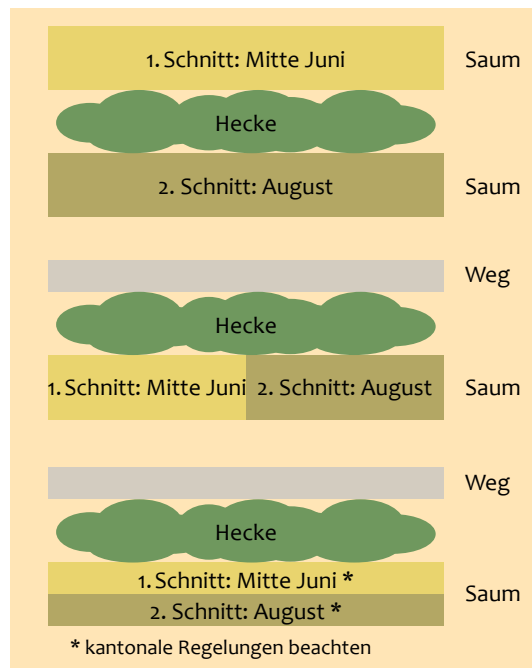 1. Schnitt: Mitte Juni Saum
Hecke
2. Schnitt: August Saum
Weg
Hecke
1. Schnitt: Mitte Juni 2. Schnitt: August Saum
Weg
Hecke
1. Schnitt: Mitte Juni *
Saum
2. Schnitt: August *
* kantonale Regelungen beachten